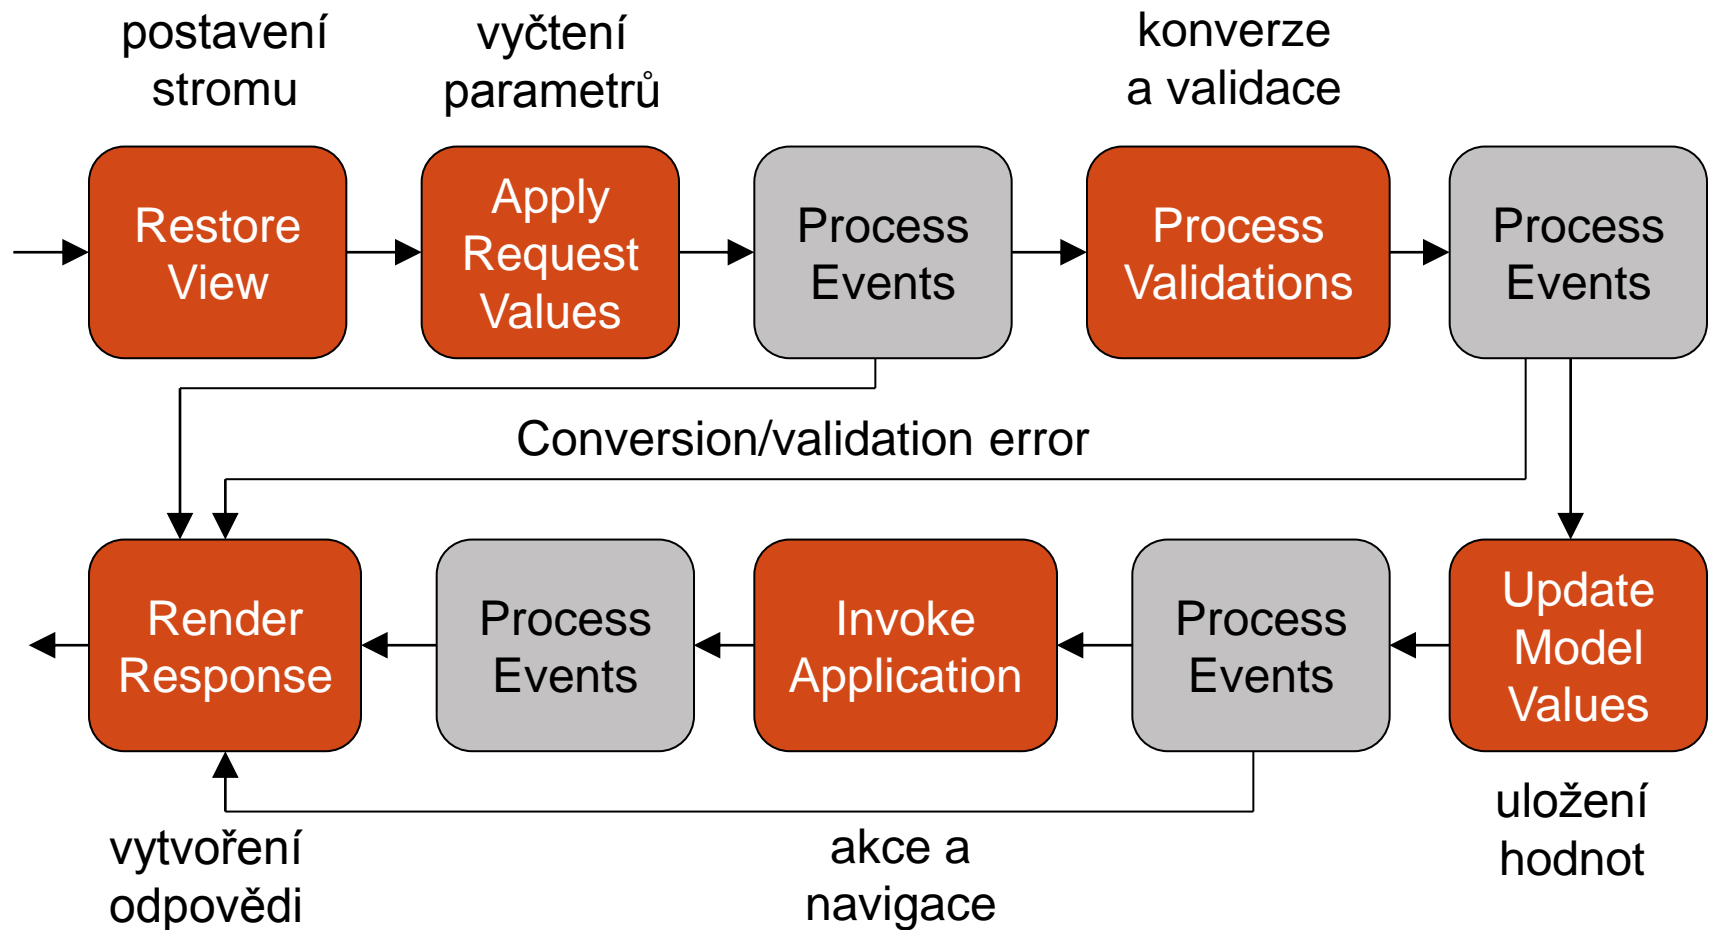 postavení
stromu
vyčtení
parametrů
konverze
a validace
Restore
View
Apply
Request
Values
Process
Events
Process
Validations
Process
Events
Conversion/validation error
Render
Response
Process
Events
Invoke
Application
Process
Events
Update
Model
Values
vytvoření
odpovědi
akce a
navigace
uložení
hodnot